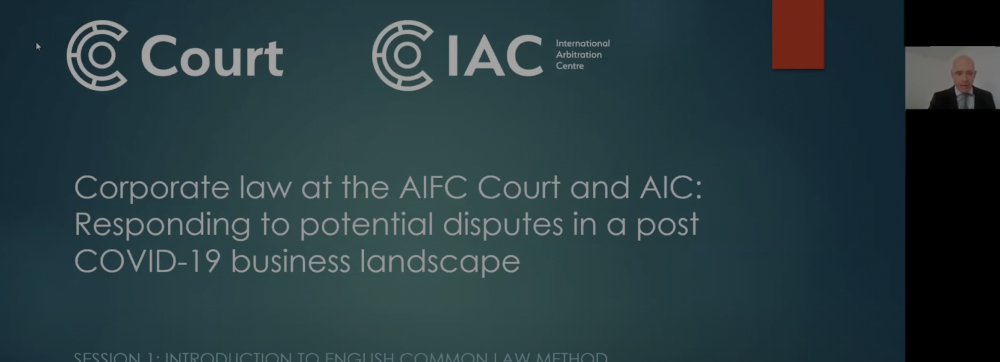 Court
IAC
International
Arbitration
Centre
Corporate law at the AIFC Court and AIC:
Responding to potential disputes in a post
COVID-19 business landscape
SESSION 1: INTRODUCTION TO ENGLISH COMMON LAW METHOD